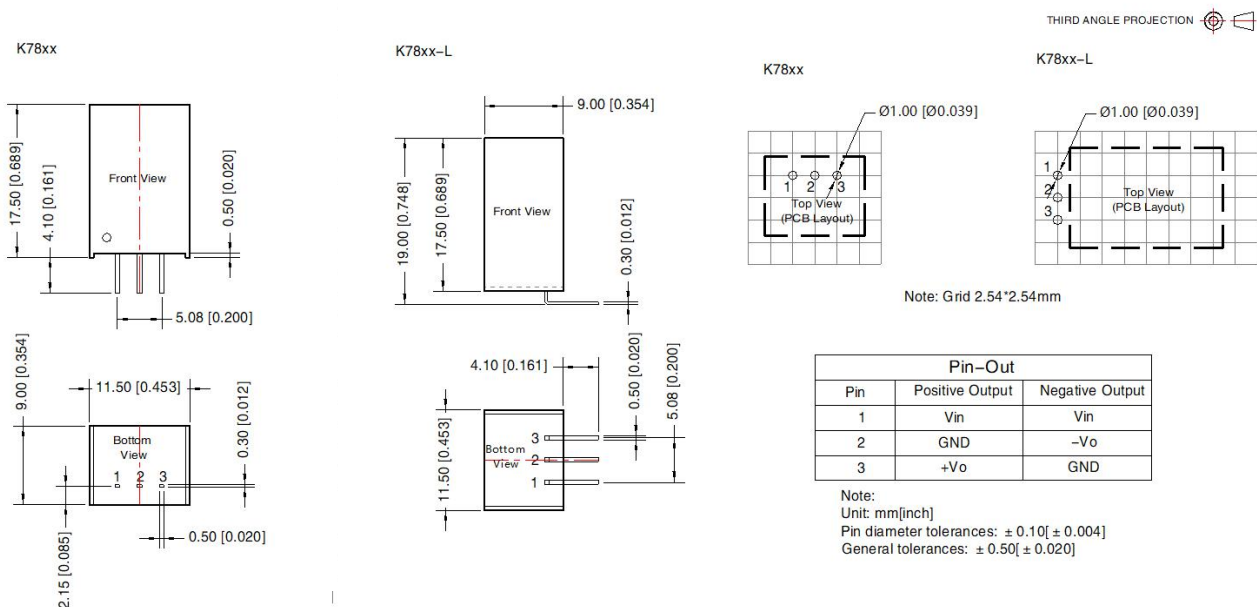 THIRD ANGLE PROJECTION
K78xx
17.50 [0.689]
4.10 [0.161]
Front View
0.50 [0.020]
5.08 [0.200]
9.00 [0.354]
11.50 [0.453]
Bottom
View
1 2 3
0.30 [0.012]
2.15 [0.085]
0.50 [0.020]
K78xx-L
9.00 [0.354]
19.00 [0.748]
17.50 [0.689]
Front View
0.30 [0.012]
4.10 [0.161]
0.50 [0.020]
5.08 [0.200]
11.50 [0.453]
Bottom
View
3
2
1
K78xx
Ø1.00 [Ø0.039]
1 2 3
Top View
(PCB Layout)
K78xx-L
Ø1.00 [Ø0.039]
1
2
3
Top View
(PCB Layout)
Note: Grid 2.54*2.54mm
Pin-Out
Pin Positive Output Negative Output
1 Vin Vin
2 GND -Vo
3 +Vo GND
Note:
Unit: mm[inch]
Pin diameter tolerances: ±0.10[±0.004]
General tolerances: ±0.50[±0.020]